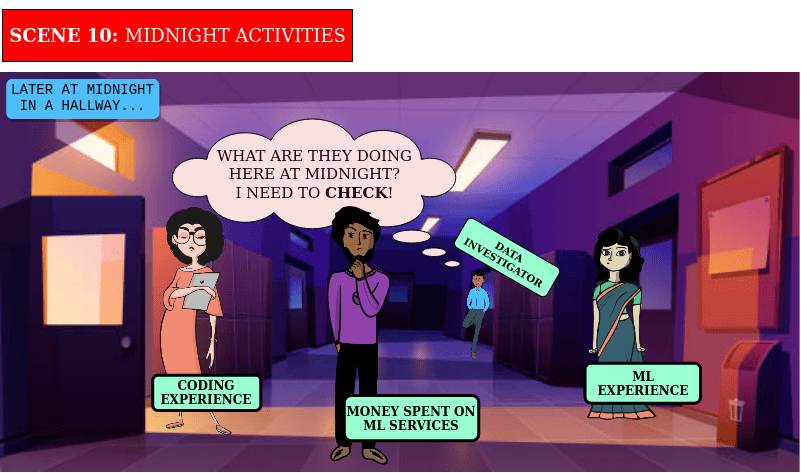 SCENE 10: MIDNIGHT ACTIVITIES
LATER AT MIDNIGHT
IN A HALLWAY...
WHAT ARE THEY DOING
HERE AT MIDNIGHT?
I NEED TO CHECK!
DATA
INVESTIGATOR
CODING
EXPERIENCE
MONEY SPENT ON
ML SERVICES
ML
EXPERIENCE